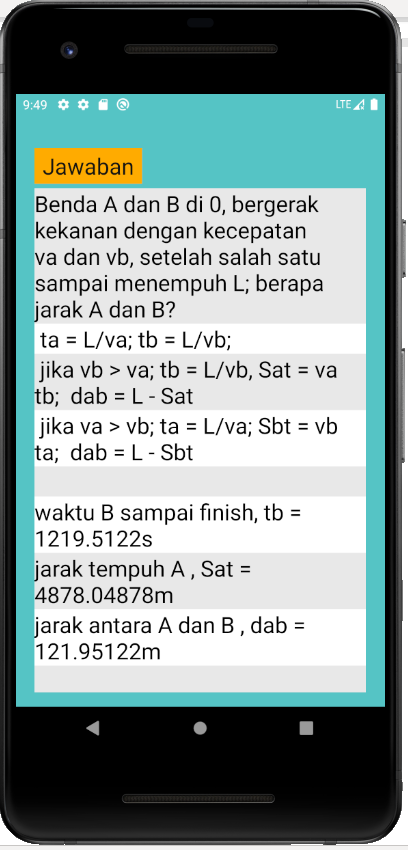 9:49 LTE
Jawaban
Benda A dan B di 0, bergerak
kekanan dengan kecepatan
va dan vb, setelah salah satu
sampai menempuh L; berapa
jarak A dan B?
ta = L/va; tb = L/vb;
jika vb > va; tb = L/vb, Sat = va
tb;  dab = L - Sat
jika va > vb; ta = L/va; Sbt = vb
ta;  dab = L - Sbt
waktu B sampai finish, tb =
1219.5122s
jarak tempuh A , Sat =
4878.04878m
jarak antara A dan B , dab =
121.95122m